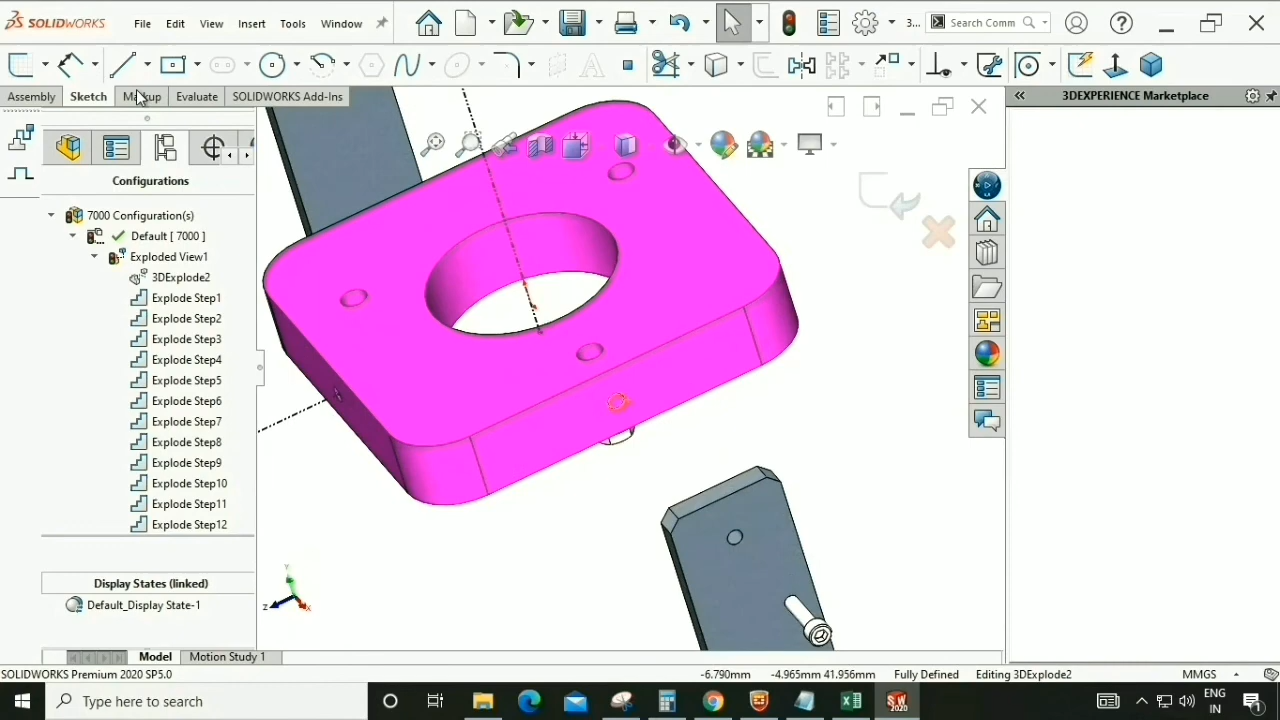 SOLIDWORKS File Edit View Insert Tools Window 3... Search Comm
Assembly Sketch Markup Evaluate SOLIDWORKS Add-Ins
3DEXPERIENCE Marketplace
Configurations
7000 Configuration(s)
Default [ 7000 ]
Exploded View1
3DExplode2
Explode Step1
Explode Step2
Explode Step3
Explode Step4
Explode Step5
Explode Step6
Explode Step7
Explode Step8
Explode Step9
Explode Step10
Explode Step11
Explode Step12
Display States (linked)
Default_Display State-1
Y
Z
X
Model Motion Study 1
SOLIDWORKS Premium 2020 SP5.0 -6.790mm -4.965mm 41.956mm Fully Defined Editing 3DExplode2 MMGS
Type here to search
ENG
IN
2020
1